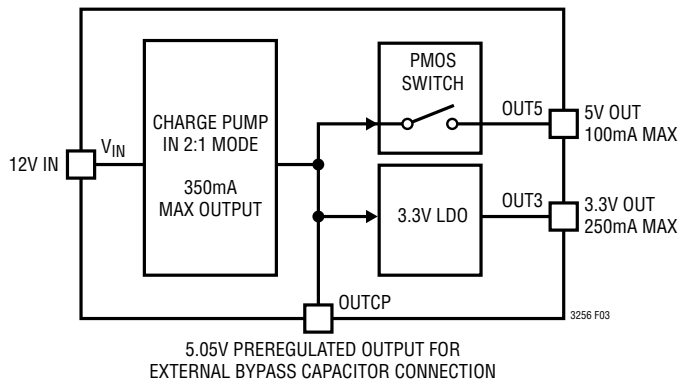 PMOS
SWITCH
CHARGE PUMP
IN 2:1 MODE
350mA
MAX OUTPUT
12V IN
VIN
OUT5
5V OUT
100mA MAX
3.3V LDO
OUT3
3.3V OUT
250mA MAX
OUTCP
3256 F03
5.05V PREREGULATED OUTPUT FOR
EXTERNAL BYPASS CAPACITOR CONNECTION